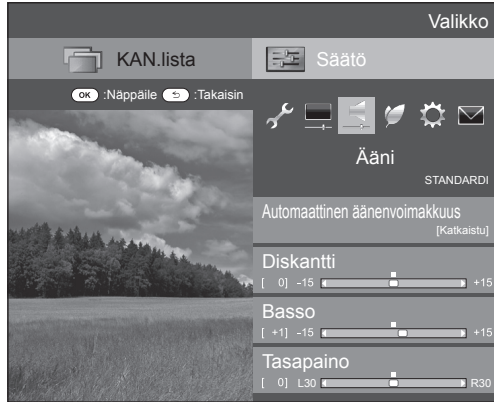 Valikko
KAN.lista
Säätö
OK :Näppäile :Takaisin
Ääni
STANDARDI
Automaattinen äänenvoimakkuus
[Katkaistu]
Diskantti
[ 0] -15 +15
Basso
[ +1] -15 +15
Tasapaino
[ 0] L30 R30